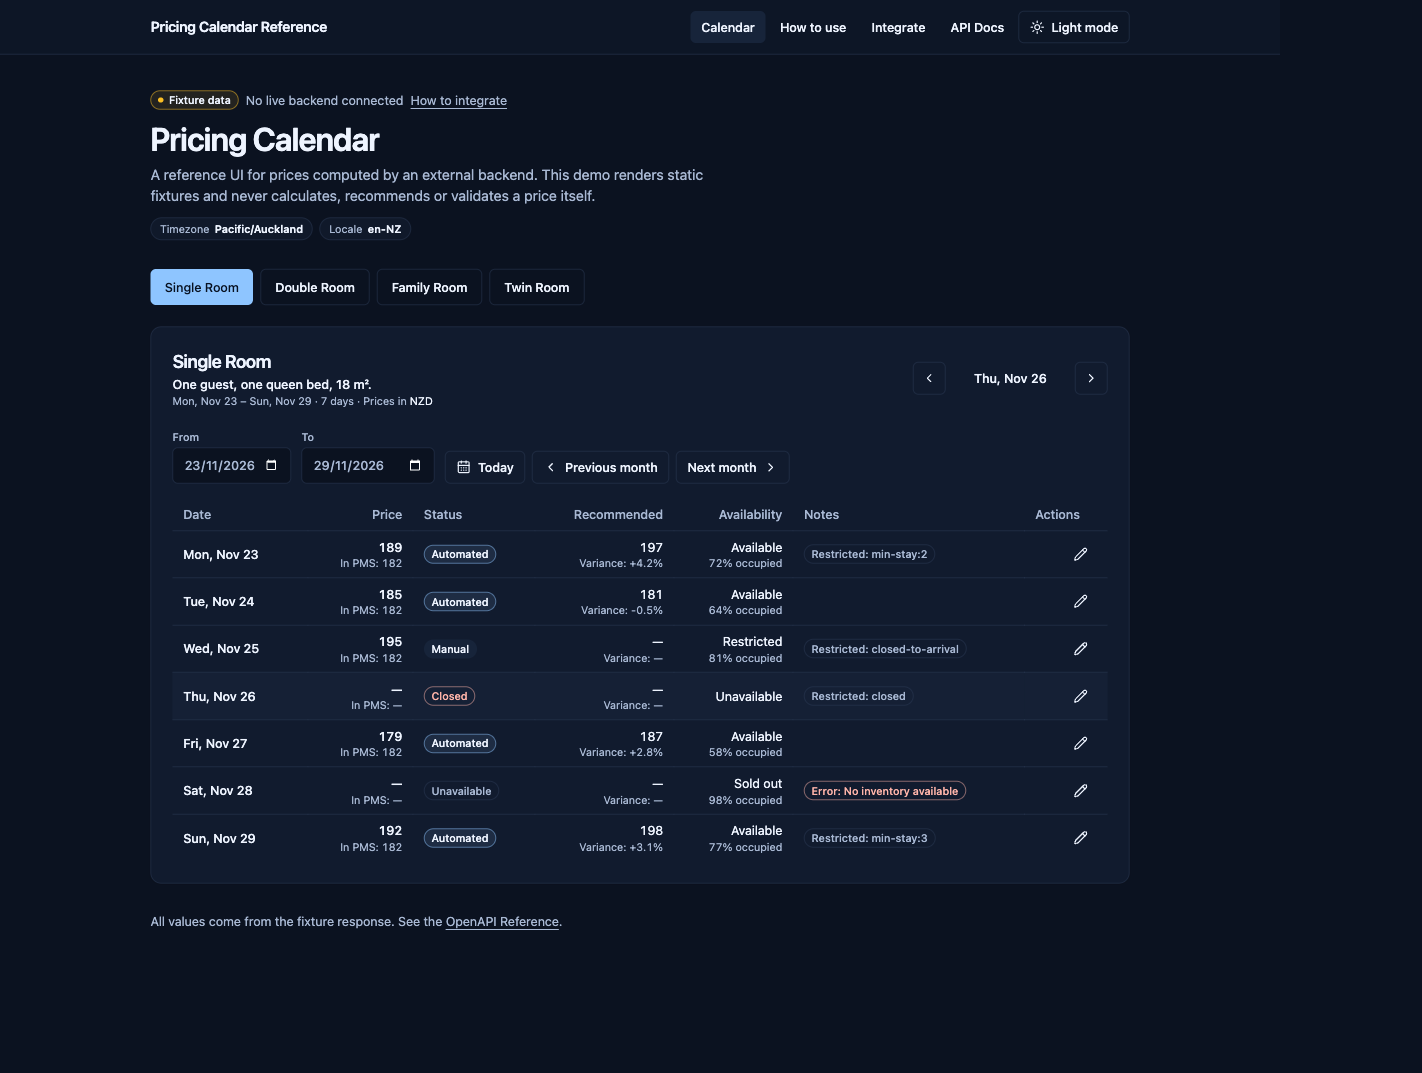 Pricing Calendar Reference
Calendar How to use Integrate API Docs Light mode
Fixture data No live backend connected How to integrate
Pricing Calendar
A reference UI for prices computed by an external backend. This demo renders static
fixtures and never calculates, recommends or validates a price itself.
Timezone Pacific/Auckland Locale en-NZ
Single Room Double Room Family Room Twin Room
Single Room
One guest, one queen bed, 18 m².
Mon, Nov 23 – Sun, Nov 29 · 7 days · Prices in NZD
Thu, Nov 26
From To
23/11/2026 29/11/2026 Today Previous month Next month
Date Price Status Recommended Availability Notes Actions
Mon, Nov 23 189 Automated 197 Available Restricted: min-stay:2
In PMS: 182 Variance: +4.2% 72% occupied
Tue, Nov 24 185 Automated 181 Available
In PMS: 182 Variance: -0.5% 64% occupied
Wed, Nov 25 195 Manual — Restricted Restricted: closed-to-arrival
In PMS: 182 Variance: — 81% occupied
Thu, Nov 26 — Closed — Unavailable Restricted: closed
In PMS: — Variance: —
Fri, Nov 27 179 Automated 187 Available
In PMS: 182 Variance: +2.8% 58% occupied
Sat, Nov 28 — Unavailable — Sold out Error: No inventory available
In PMS: — Variance: — 98% occupied
Sun, Nov 29 192 Automated 198 Available Restricted: min-stay:3
In PMS: 182 Variance: +3.1% 77% occupied
All values come from the fixture response. See the OpenAPI Reference.